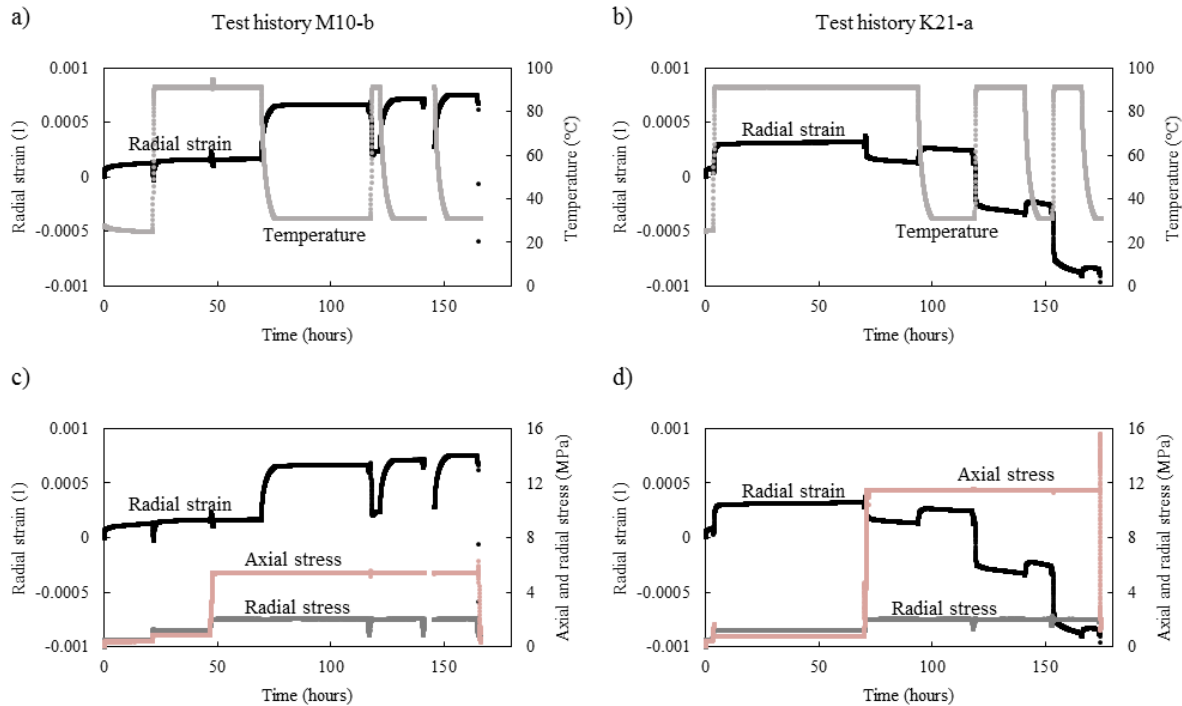 a)
Test history M10-b
0.001
0.0005
0
-0.0005
-0.001
Radial strain (1)
Radial strain
Temperature
100
80
60
40
20
0
Temperature (°C)
0
50
100
150
Time (hours)
b)
Test history K21-a
0.001
0.0005
0
-0.0005
-0.001
Radial strain (1)
Radial strain
Temperature
100
80
60
40
20
0
Temperature (°C)
0
50
100
150
Time (hours)
c)
0.001
0.0005
0
-0.0005
-0.001
Radial strain (1)
Radial strain
Axial stress
Radial stress
16
12
8
4
0
Axial and radial stress (MPa)
0
50
100
150
Time (hours)
d)
0.001
0.0005
0
-0.0005
-0.001
Radial strain (1)
Axial stress
Radial strain
Radial stress
16
12
8
4
0
Axial and radial stress (MPa)
0
50
100
150
Time (hours)